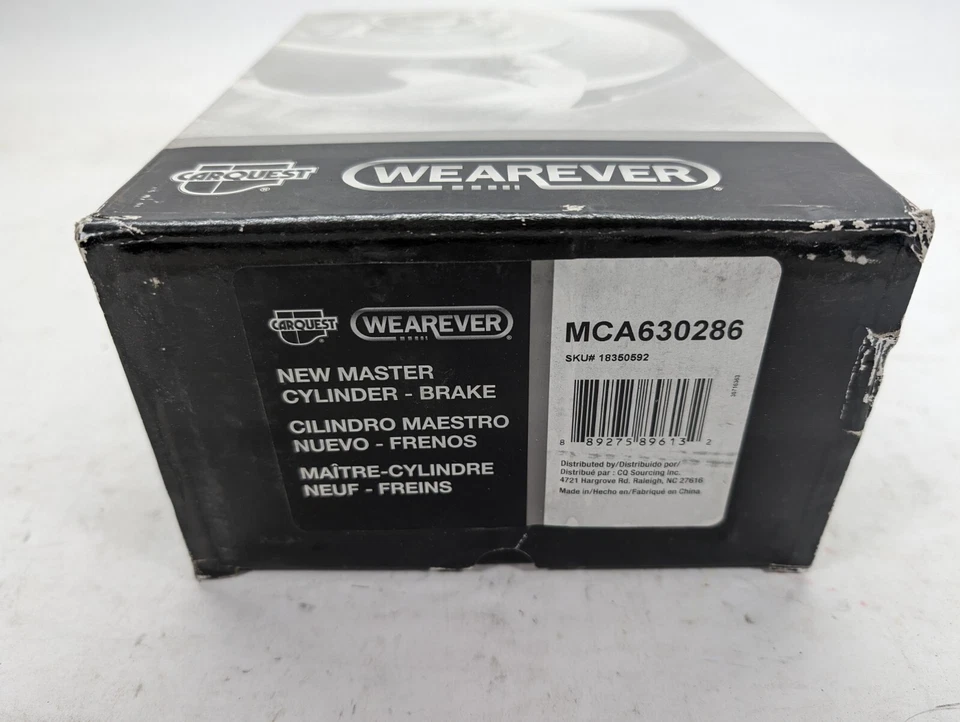 CARQUEST® WEAREVER®
CARQUEST® WEAREVER®
NEW MASTER
CYLINDER - BRAKE
CILINDRO MAESTRO
NUEVO - FRENOS
MAÎTRE-CYLINDRE
NEUF - FREINS
MCA630286
SKU# 18350592
8 89275 89613 2
Distributed by/Distribuido por/
Distribué par : CQ Sourcing Inc.
4721 Hargrove Rd. Raleigh, NC 27616
Made in/Hecho en/Fabriqué en China